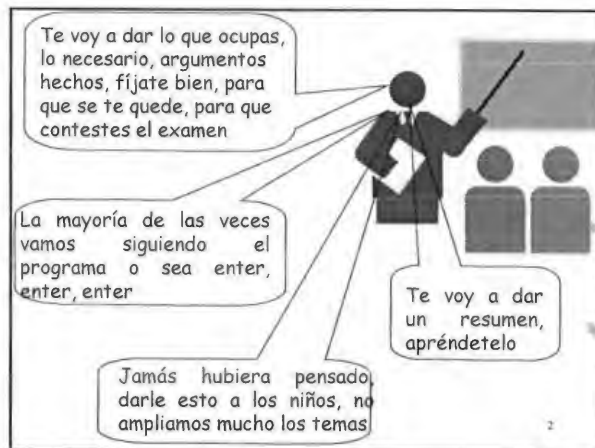 Te voy a dar lo que ocupas,
lo necesario, argumentos
hechos, fíjate bien, para
que se te quede, para que
contestes el examen
La mayoría de las veces
vamos siguiendo el
programa o sea enter,
enter, enter
Te voy a dar
un resumen,
apréndetelo
Jamás hubiera pensado,
darle esto a los niños, no
ampliamos mucho los temas
2